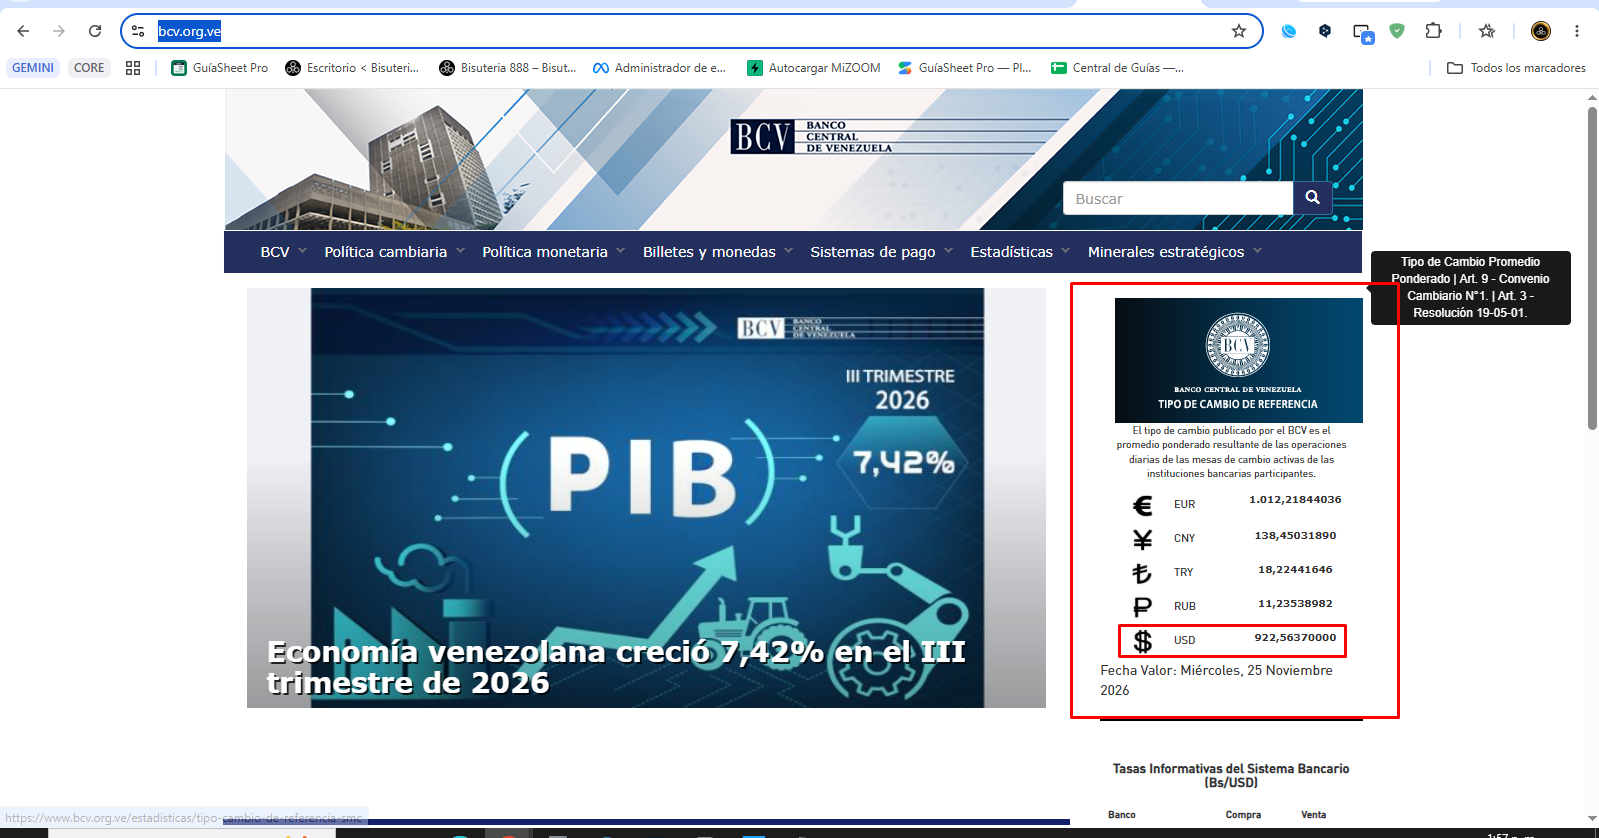 bcv.org.ve
GEMINI
CORE
GuíaSheet Pro
Escritorio < Bisuteri...
Bisuteria 888 – Bisut...
Administrador de e...
Autocargar MiZOOM
GuíaSheet Pro — Pl...
Central de Guías —...
Todos los marcadores
BCV
BANCO
CENTRAL
DE VENEZUELA
Buscar
BCV
Política cambiaria
Política monetaria
Billetes y monedas
Sistemas de pago
Estadísticas
Minerales estratégicos
Tipo de Cambio Promedio
Ponderado | Art. 9 - Convenio
Cambiario N°1. | Art. 3 -
Resolución 19-05-01.
BCV
BANCO
CENTRAL
DE VENEZUELA
III TRIMESTRE
2026
(PIB)
7,42%
Economía venezolana creció 7,42% en el III
trimestre de 2026
BCV
BANCO CENTRAL DE VENEZUELA
TIPO DE CAMBIO DE REFERENCIA
El tipo de cambio publicado por el BCV es el
promedio ponderado resultante de las operaciones
diarias de las mesas de cambio activas de las
instituciones bancarias participantes.
€ EUR 1.012,21844036
¥ CNY 138,45031890
₺ TRY 18,22441646
₽ RUB 11,23538982
$ USD 922,56370000
Fecha Valor: Miércoles, 25 Noviembre
2026
Tasas Informativas del Sistema Bancario
(Bs/USD)
Banco Compra Venta
https://www.bcv.org.ve/estadisticas/tipo-cambio-de-referencia-smc